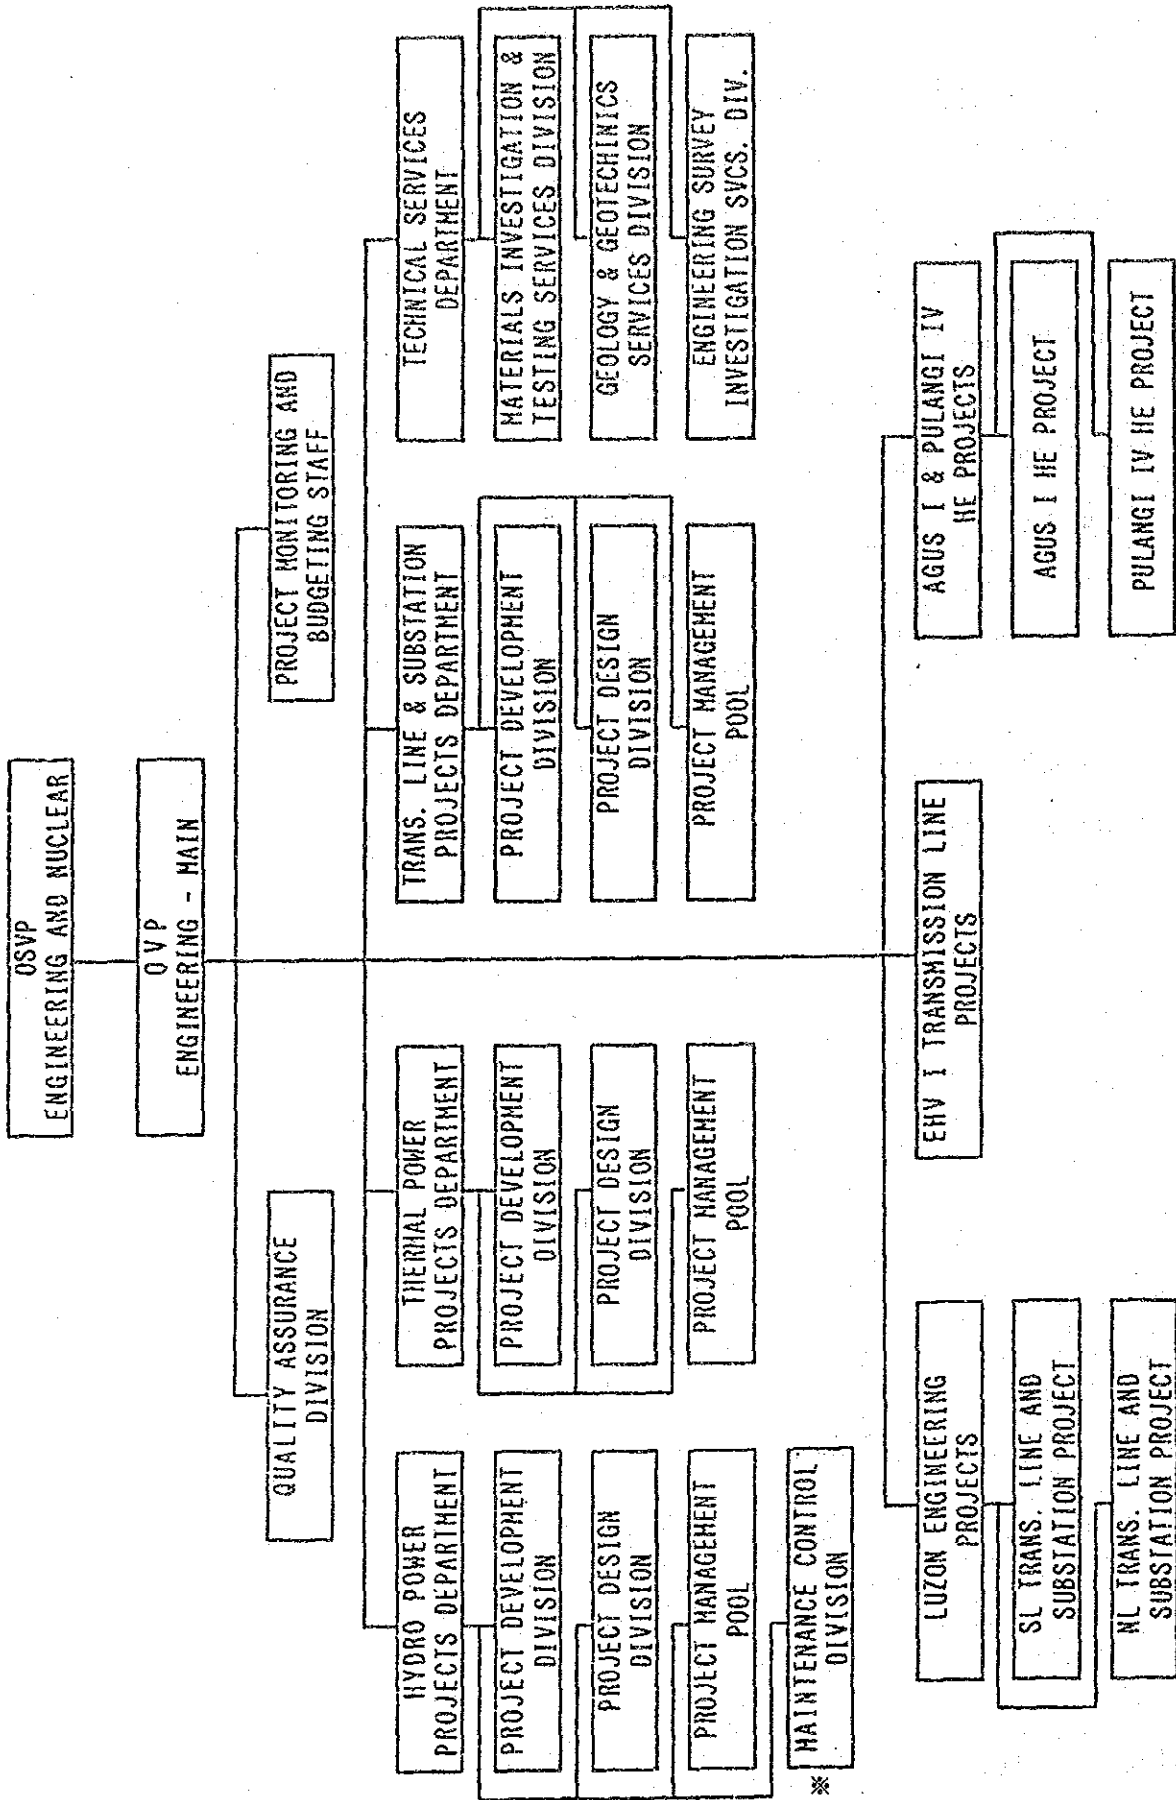 OSVP
ENGINEERING AND NUCLEAR
O V P
ENGINEERING - MAIN
QUALITY ASSURANCE
DIVISION
PROJECT MONITORING AND
BUDGETING STAFF
HYDRO POWER
PROJECTS DEPARTMENT
PROJECT DEVELOPMENT
DIVISION
PROJECT DESIGN
DIVISION
PROJECT MANAGEMENT
POOL
※ MAINTENANCE CONTROL
DIVISION
THERMAL POWER
PROJECTS DEPARTMENT
PROJECT DEVELOPMENT
DIVISION
PROJECT DESIGN
DIVISION
PROJECT MANAGEMENT
POOL
TRANS. LINE & SUBSTATION
PROJECTS DEPARTMENT
PROJECT DEVELOPMENT
DIVISION
PROJECT DESIGN
DIVISION
PROJECT MANAGEMENT
POOL
TECHNICAL SERVICES
DEPARTMENT
MATERIALS INVESTIGATION &
TESTING SERVICES DIVISION
GEOLOGY & GEOTECHINICS
SERVICES DIVISION
ENGINEERING SURVEY
INVESTIGATION SVCS. DIV.
LUZON ENGINEERING
PROJECTS
SL TRANS. LINE AND
SUBSTATION PROJECT
NL TRANS. LINE AND
SUBSTATION PROJECT
EHV I TRANSMISSION LINE
PROJECTS
AGUS I & PULANGI IV
HE PROJECTS
AGUS I HE PROJECT
PULANGI IV HE PROJECT